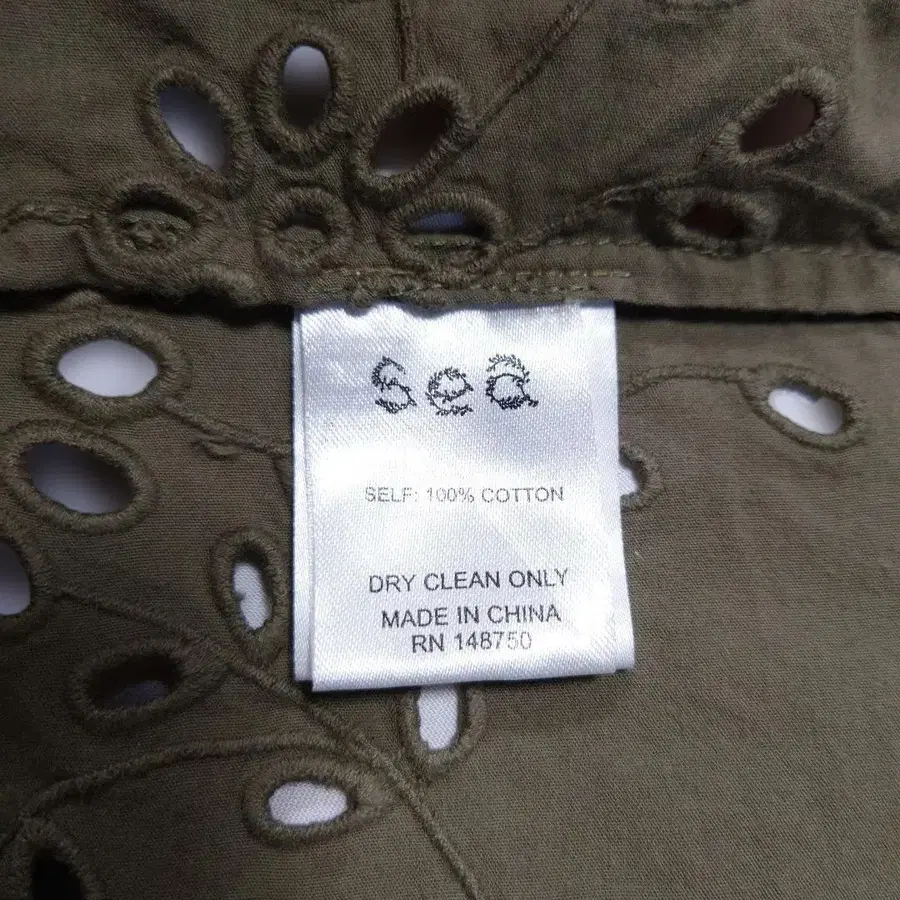 sea
SELF: 100% COTTON
DRY CLEAN ONLY
MADE IN CHINA
RN 148750